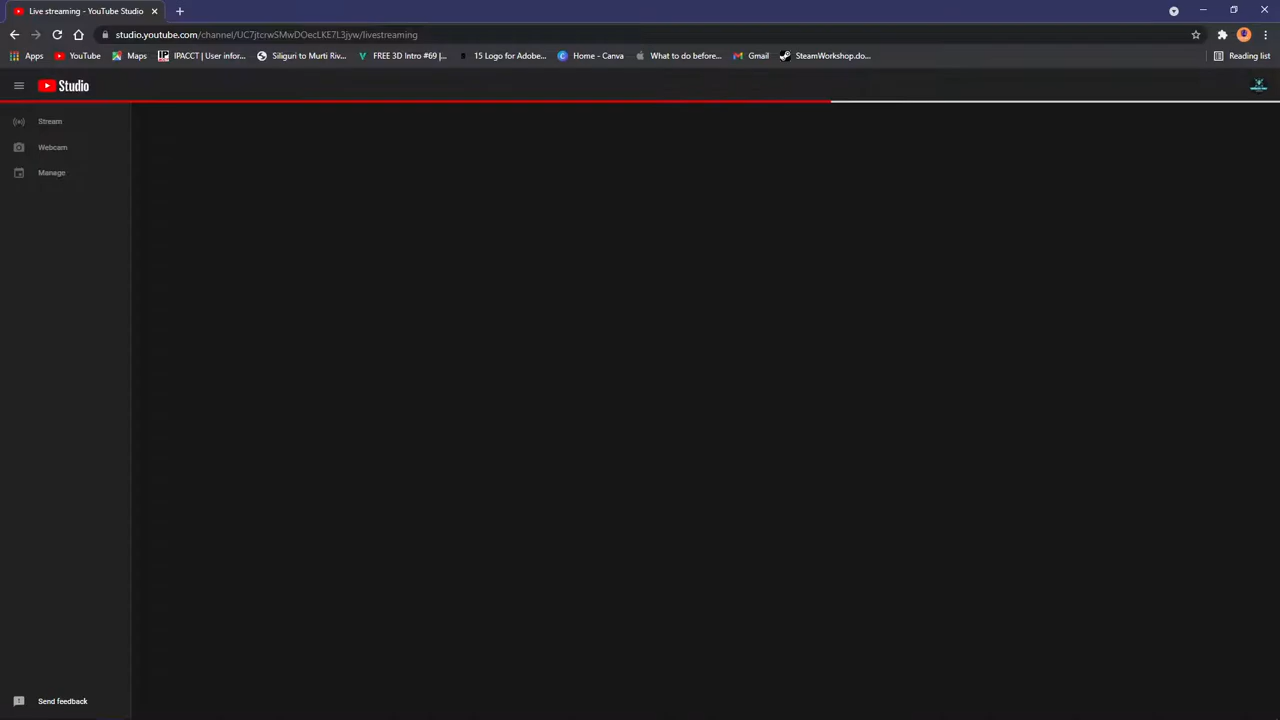 Live streaming - YouTube Studio
studio.youtube.com/channel/UC7jtcrwSMwDOecLKE7L3jyw/livestreaming
Apps YouTube Maps IPACCT | User infor... Siliguri to Murti Riv... FREE 3D Intro #69 |... 15 Logo for Adobe... Home - Canva What to do before... Gmail SteamWorkshop.do... Reading list
Studio
Stream
Webcam
Manage
Send feedback